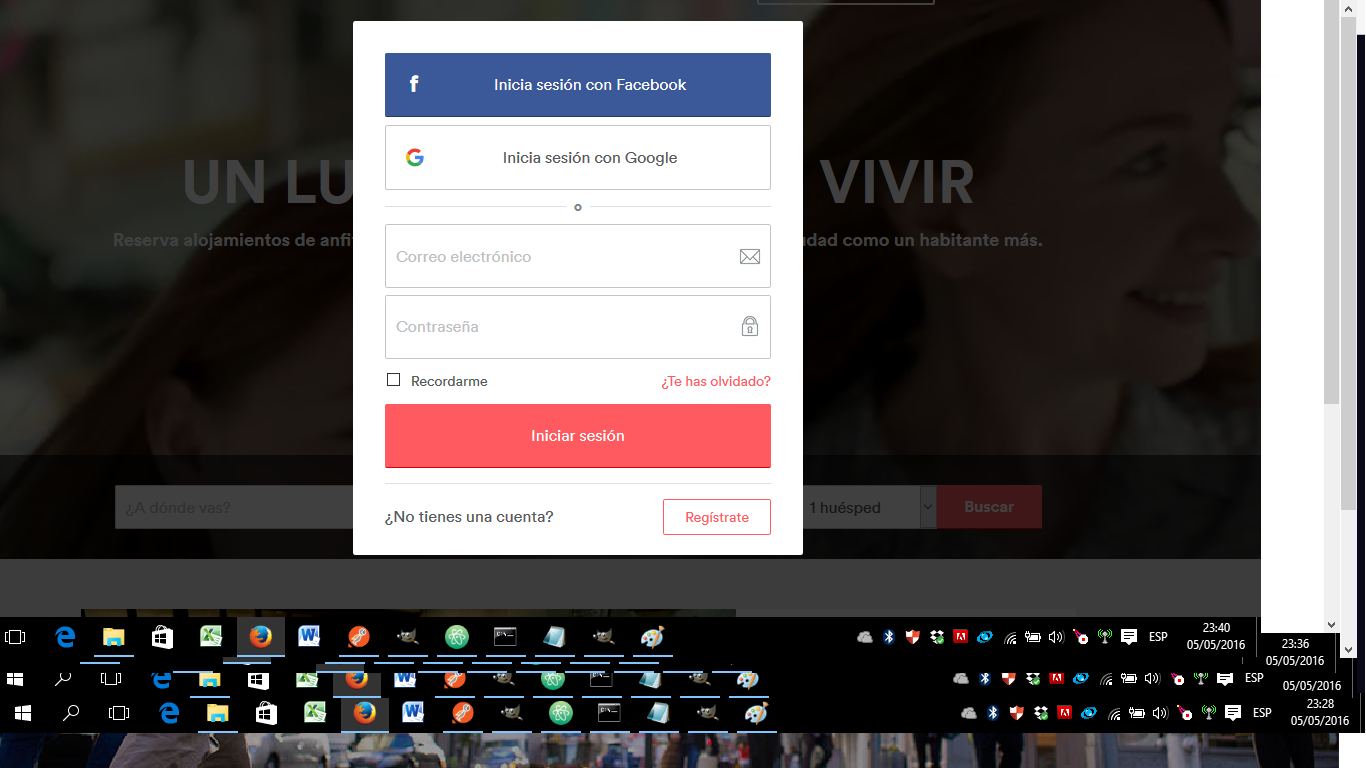 Inicia sesión con Facebook
Inicia sesión con Google
UN LU VIVIR
o
Reserva alojamientos de anfi udad como un habitante más.
Correo electrónico
Contraseña
Recordarme ¿Te has olvidado?
Iniciar sesión
¿A dónde vas? 1 huésped Buscar
¿No tienes una cuenta? Regístrate
ESP 23:40
05/05/2016
23:36
05/05/2016
ESP
05/05/2016
ESP 23:28
05/05/2016